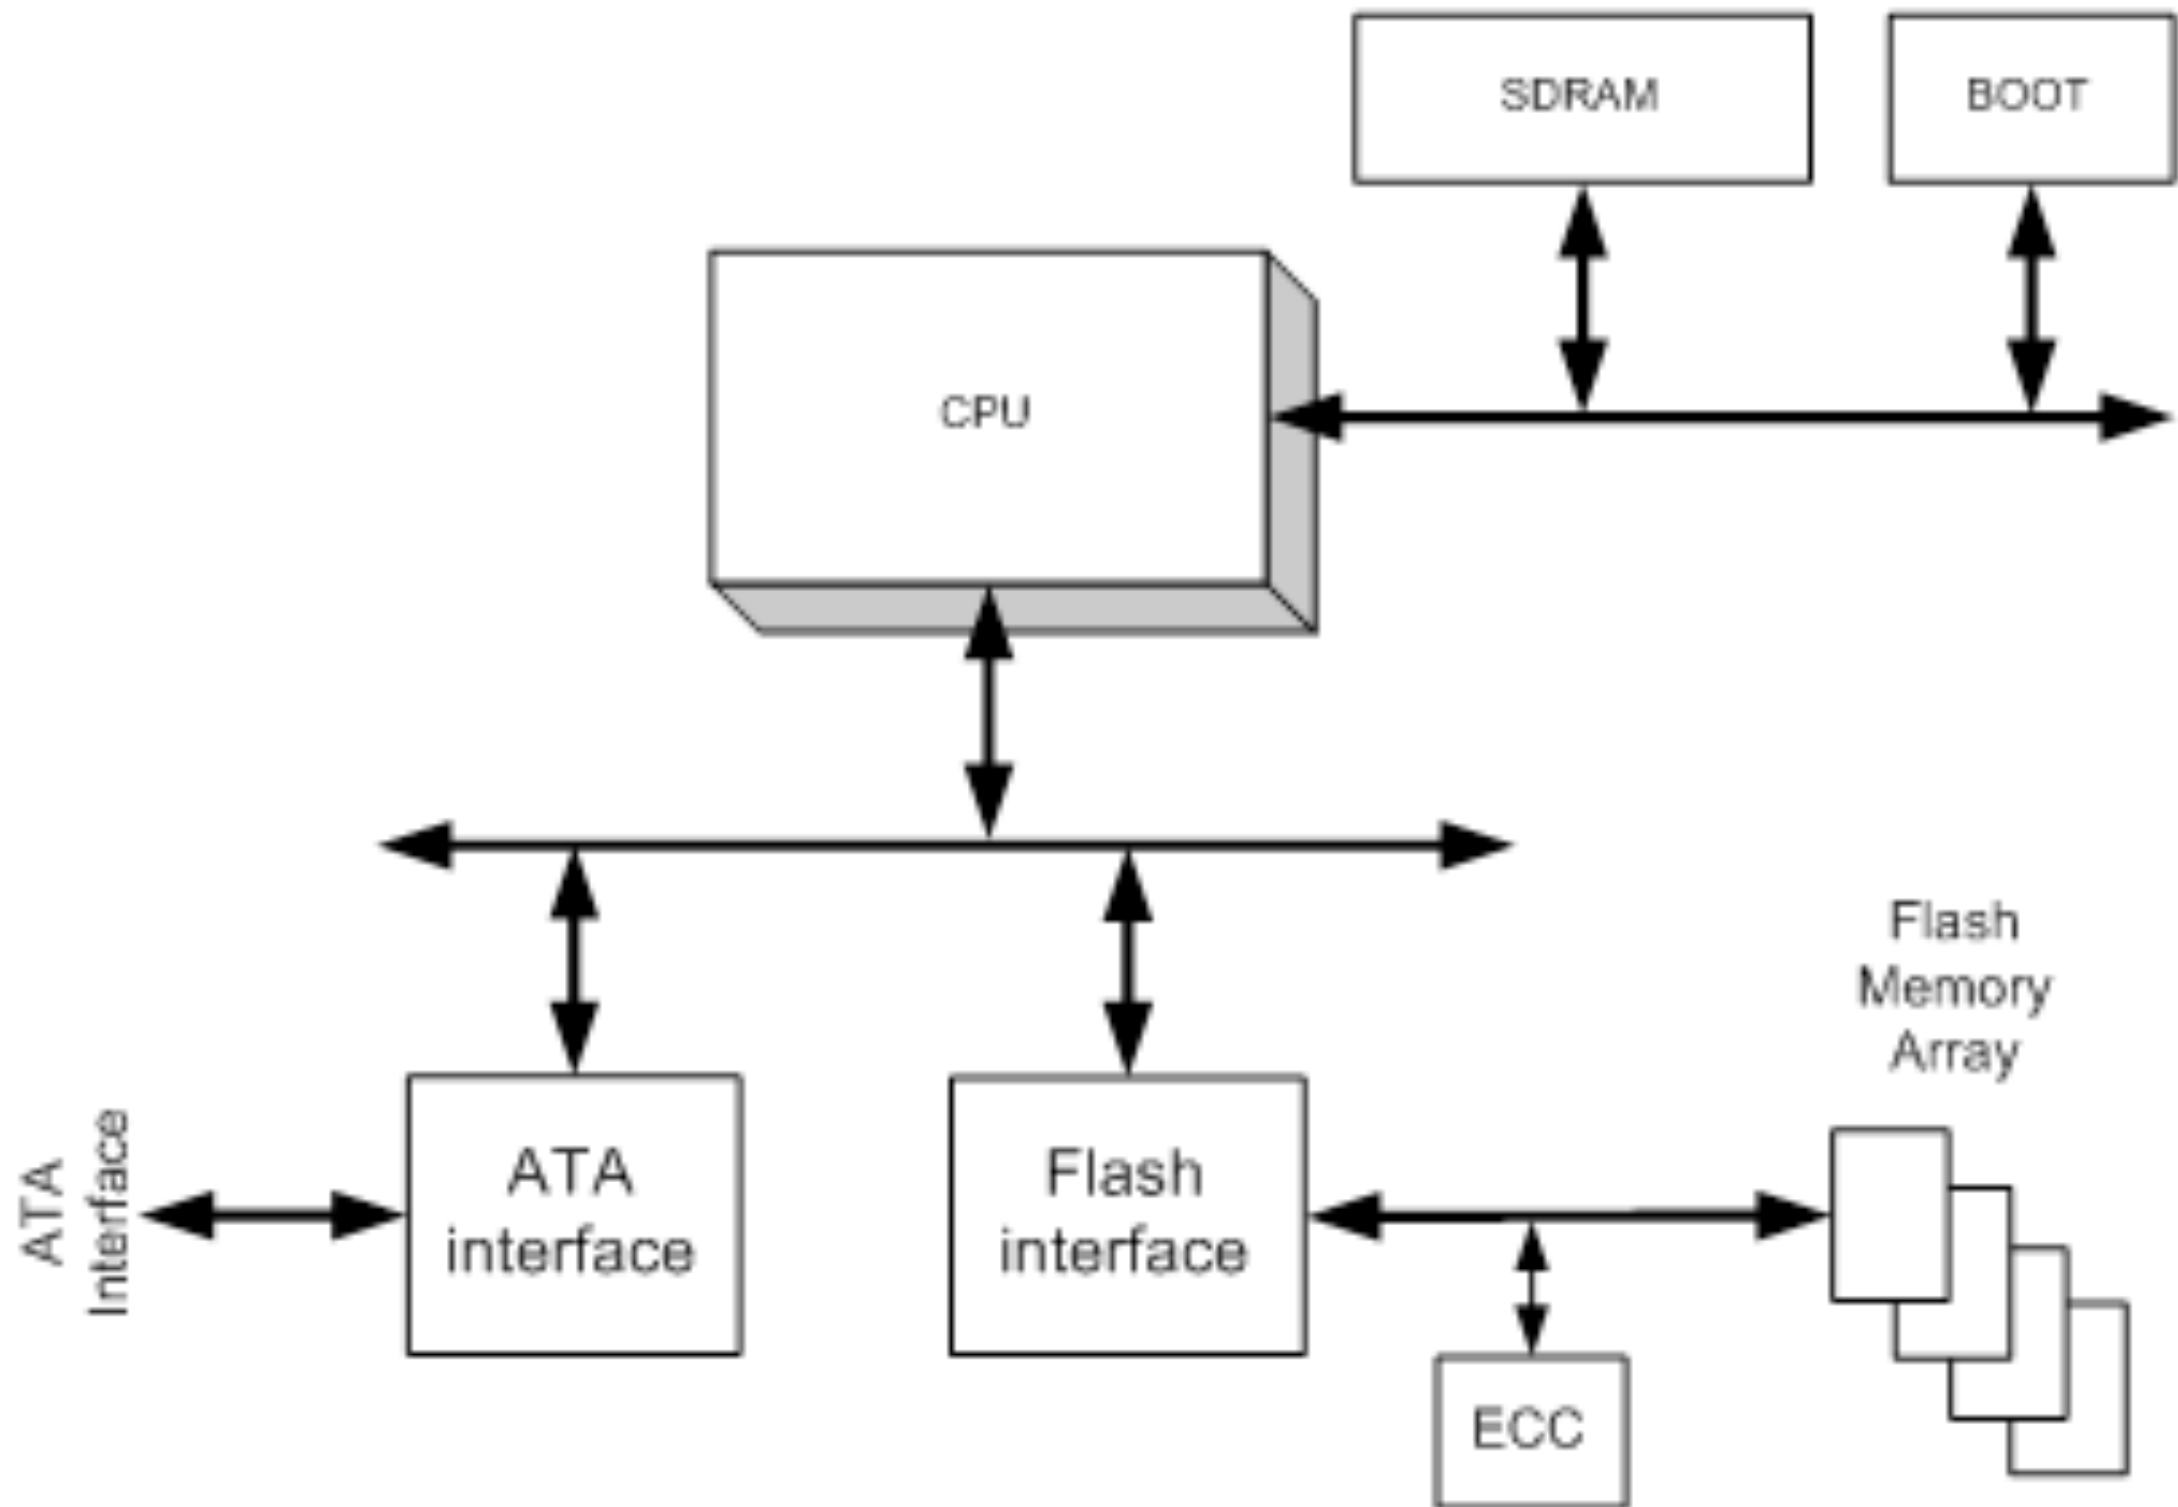 SDRAM
BOOT
CPU
Flash
Memory
Array
ATA
Interface
ATA
interface
Flash
interface
ECC